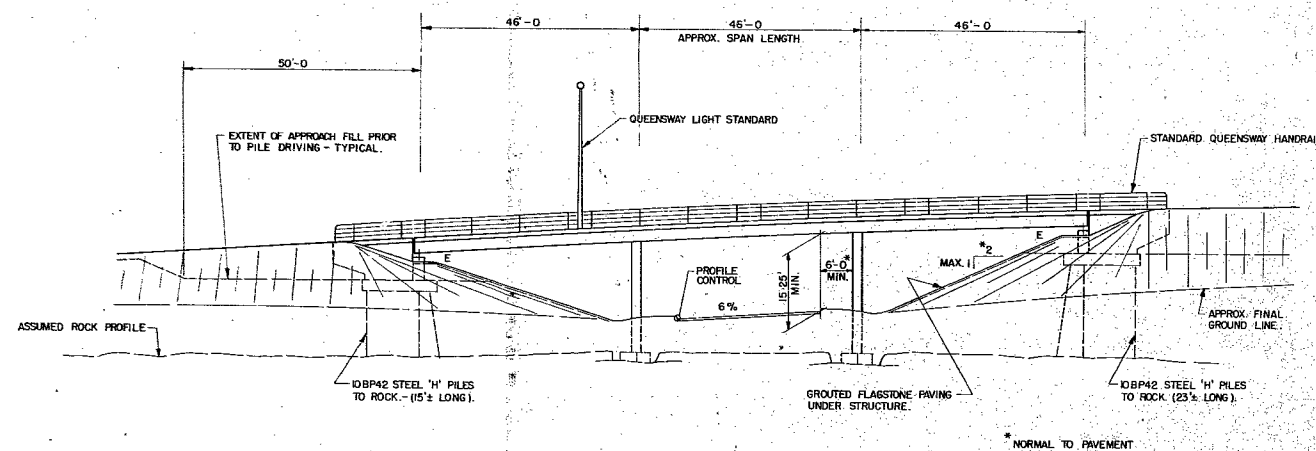 46'-0
46'-0
46'-0
APPROX. SPAN LENGTH
50'-0
QUEENSWAY LIGHT STANDARD
EXTENT OF APPROACH FILL PRIOR
TO PILE DRIVING - TYPICAL.
STANDARD QUEENSWAY HANDRAI
E
E
*2
MAX. 1
6'-0*
MIN.
15.25'
MIN.
PROFILE
CONTROL
6%
ASSUMED ROCK PROFILE
APPROX. FINAL
GROUND LINE.
10BP42 STEEL 'H' PILES
TO ROCK.-(15'± LONG).
GROUTED FLAGSTONE PAVING
UNDER STRUCTURE.
10BP42 STEEL 'H' PILES
TO ROCK. (23'± LONG).
*NORMAL TO PAVEMENT